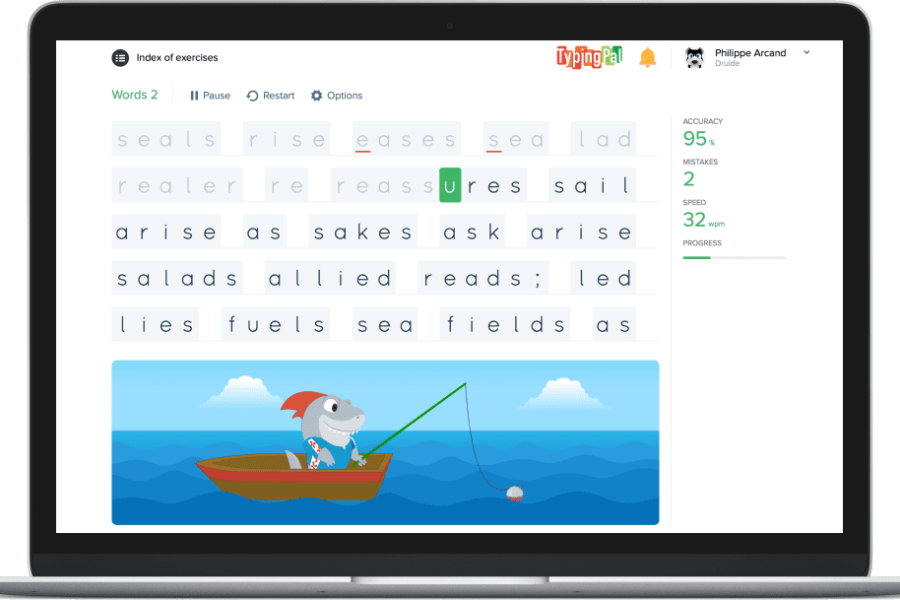 Index of exercises
TypingPal
Philippe Arcand
Druide
Words 2
Pause
Restart
Options
seals rise eases sea lad
realer re reassures sail
arise as sakes ask arise
salads allied reads; led
lies fuels sea fields as
ACCURACY
95 %
MISTAKES
2
SPEED
32 wpm
PROGRESS